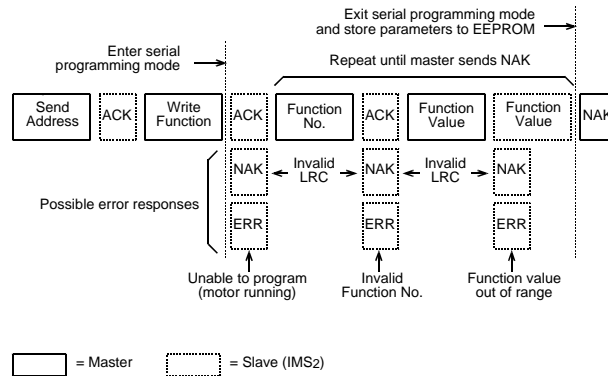 Exit serial programming mode
and store parameters to EEPROM
Enter serial
programming mode
Repeat until master sends NAK
Send
Address
ACK
Write
Function
ACK
Function
No.
ACK
Function
Value
Function
Value
NAK
Possible error responses
NAK
Invalid
LRC
NAK
Invalid
LRC
NAK
ERR
ERR
ERR
Unable to program
(motor running)
Invalid
Function No.
Function value
out of range
= Master
= Slave (IMS2)